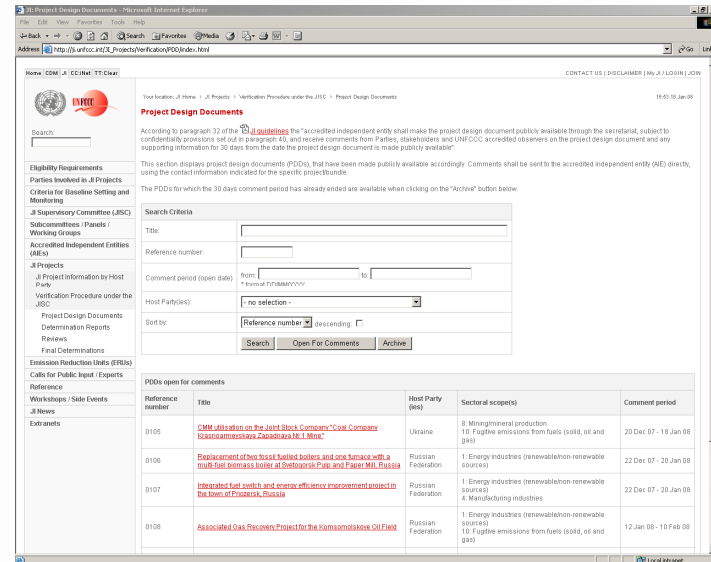 JI: Project Design Documents - Microsoft Internet Explorer
File Edit View Favorites Tools Help
Back Search Favorites Media
Address http://ji.unfccc.int/JI_Projects/Verification/PDD/index.html Go Lin
Home CDM JI CC:iNet TT:Clear
CONTACT US | DISCLAIMER | My JI / LOGIN | JOIN
UNFCCC
Your location: JI Home > JI Projects > Verification Procedure under the JISC > Project Design Documents
19:53 18 Jan 08
Project Design Documents
According to paragraph 32 of the JI guidelines the "accredited independent entity shall make the project design document publicly available through the secretariat, subject to
confidentiality provisions set out in paragraph 40, and receive comments from Parties, stakeholders and UNFCCC accredited observers on the project design document and any
supporting information for 30 days from the date the project design document is made publicly available".
This section displays project design documents (PDDs), that have been made publicly available accordingly. Comments shall be sent to the accredited independent entity (AIE) directly,
using the contact information indicated for the specific project/bundle.
The PDDs for which the 30 days comment period has already ended are available when clicking on the "Archive" button below.
Search:
Eligibility Requirements
Parties Involved in JI Projects
Criteria for Baseline Setting and
Monitoring
JI Supervisory Committee (JISC)
Subcommittees / Panels /
Working Groups
Accredited Independent Entities
(AIEs)
JI Projects
JI Project Information by Host
Party
Verification Procedure under the
JISC
Project Design Documents
Determination Reports
Reviews
Final Determinations
Emission Reduction Units (ERUs)
Calls for Public Input / Experts
Reference
Workshops / Side Events
JI News
Extranets
Search Criteria
Title:
Reference number:
Comment period (open date) from: to:
* format DD/MM/YYYY
Host Party(ies): - no selection -
Sort by: Reference number descending:
Search Open For Comments Archive
PDDs open for comments
Reference number Title Host Party (ies) Sectoral scope(s) Comment period
0105 CMM utilisation on the Joint Stock Company "Coal Company Krasnoarmeyskaya Zapadnaya № 1 Mine" Ukraine 8: Mining/mineral production 10: Fugitive emissions from fuels (solid, oil and gas) 20 Dec 07 - 18 Jan 08
0106 Replacement of two fossil fuelled boilers and one furnace with a multi-fuel biomass boiler at Svetogorsk Pulp and Paper Mill, Russia Russian Federation 1: Energy industries (renewable/non-renewable sources) 22 Dec 07 - 20 Jan 08
0107 Integrated fuel switch and energy efficiency improvement project in the town of Priozersk, Russia Russian Federation 1: Energy industries (renewable/non-renewable sources) 4: Manufacturing industries 22 Dec 07 - 20 Jan 08
0108 Associated Gas Recovery Project for the Komsomolskoye Oil Field Russian Federation 1: Energy industries (renewable/non-renewable sources) 10: Fugitive emissions from fuels (solid, oil and gas) 12 Jan 08 - 10 Feb 08
Local intranet